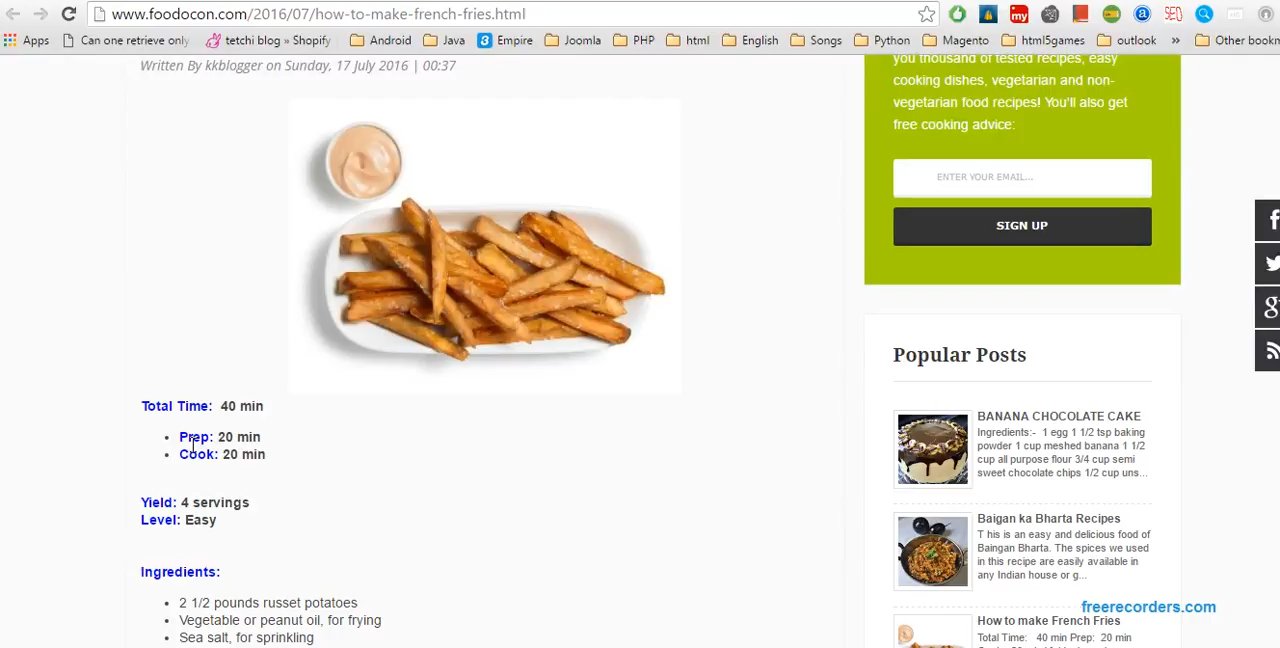 www.foodocon.com/2016/07/how-to-make-french-fries.html
my
a
SEO
Apps
Can one retrieve only
tetchi blog » Shopify
Android
Java
3 Empire
Joomla
PHP
html
English
Songs
Python
Magento
html5games
outlook
»
Other bookm
Written By kkblogger on Sunday, 17 July 2016 | 00:37
Total Time: 40 min
• Prep: 20 min
• Cook: 20 min
Yield: 4 servings
Level: Easy
Ingredients:
• 2 1/2 pounds russet potatoes
• Vegetable or peanut oil, for frying
• Sea salt, for sprinkling
you thousand of tested recipes, easy
cooking dishes, vegetarian and non-
vegetarian food recipes! You'll also get
free cooking advice:
ENTER YOUR EMAIL...
SIGN UP
Popular Posts
BANANA CHOCOLATE CAKE
Ingredients:- 1 egg 1 1/2 tsp baking
powder 1 cup meshed banana 1 1/2
cup all purpose flour 3/4 cup semi
sweet chocolate chips 1/2 cup uns...
Baigan ka Bharta Recipes
T his is an easy and delicious food of
Baingan Bharta. The spices we used
in this recipe are easily available in
any Indian house or g...
How to make French Fries
Total Time: 40 min Prep: 20 min
freerecorders.com